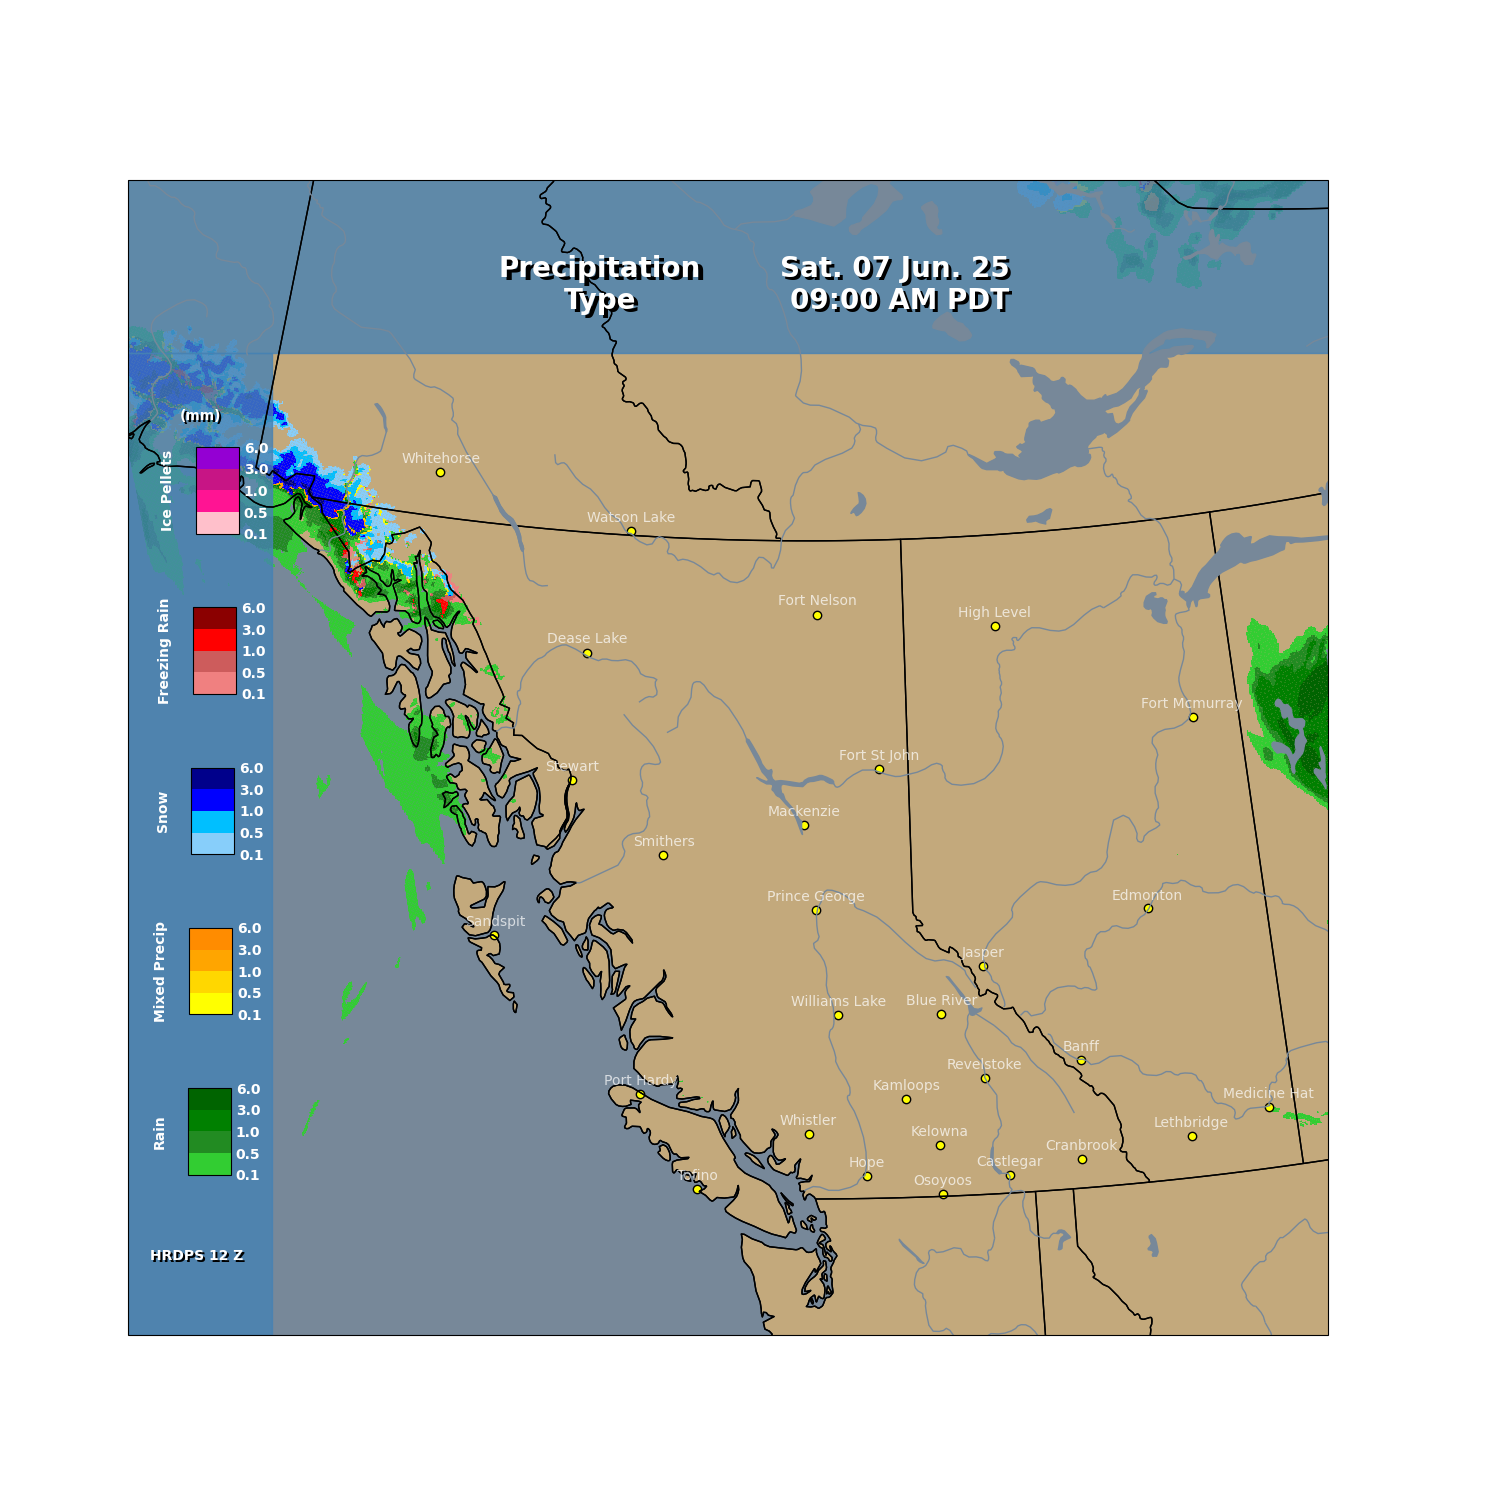 Precipitation
Type
Sat. 07 Jun. 25
09:00 AM PDT
(mm)
Ice Pellets
6.0
3.0
1.0
0.5
0.1
Freezing Rain
6.0
3.0
1.0
0.5
0.1
Snow
6.0
3.0
1.0
0.5
0.1
Mixed Precip
6.0
3.0
1.0
0.5
0.1
Rain
6.0
3.0
1.0
0.5
0.1
HRDPS 12 Z
Whitehorse
Watson Lake
Fort Nelson
High Level
Dease Lake
Fort Mcmurray
Fort St John
Stewart
Mackenzie
Smithers
Prince George
Edmonton
Sandspit
Jasper
Williams Lake
Blue River
Banff
Revelstoke
Port Hardy
Kamloops
Medicine Hat
Whistler
Lethbridge
Kelowna
Cranbrook
Hope
Castlegar
Tofino
Osoyoos